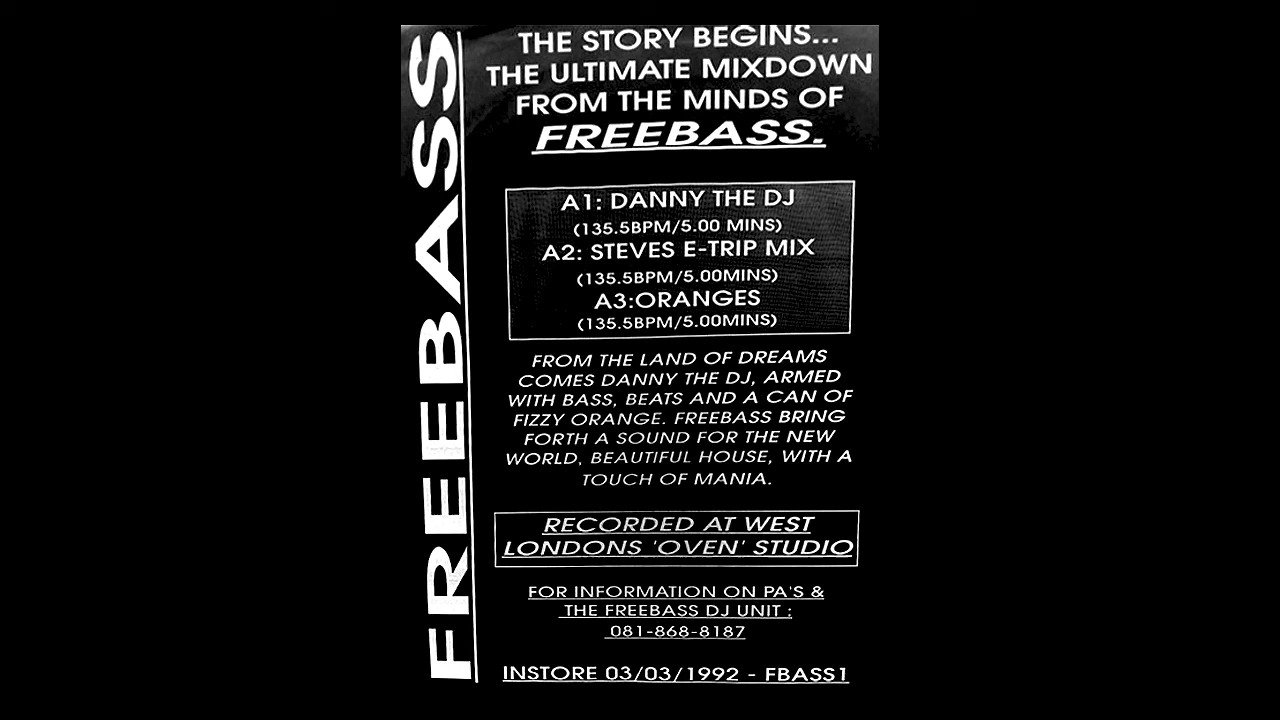 FREEBASS
THE STORY BEGINS...
THE ULTIMATE MIXDOWN
FROM THE MINDS OF
FREEBASS.
A1: DANNY THE DJ
(135.5BPM/5.00 MINS)
A2: STEVES E-TRIP MIX
(135.5BPM/5.00MINS)
A3:ORANGES
(135.5BPM/5.00MINS)
FROM THE LAND OF DREAMS
COMES DANNY THE DJ, ARMED
WITH BASS, BEATS AND A CAN OF
FIZZY ORANGE. FREEBASS BRING
FORTH A SOUND FOR THE NEW
WORLD, BEAUTIFUL HOUSE, WITH A
TOUCH OF MANIA.
RECORDED AT WEST
LONDONS 'OVEN' STUDIO
FOR INFORMATION ON PA'S &
THE FREEBASS DJ UNIT :
081-868-8187
INSTORE 03/03/1992 - FBASS1